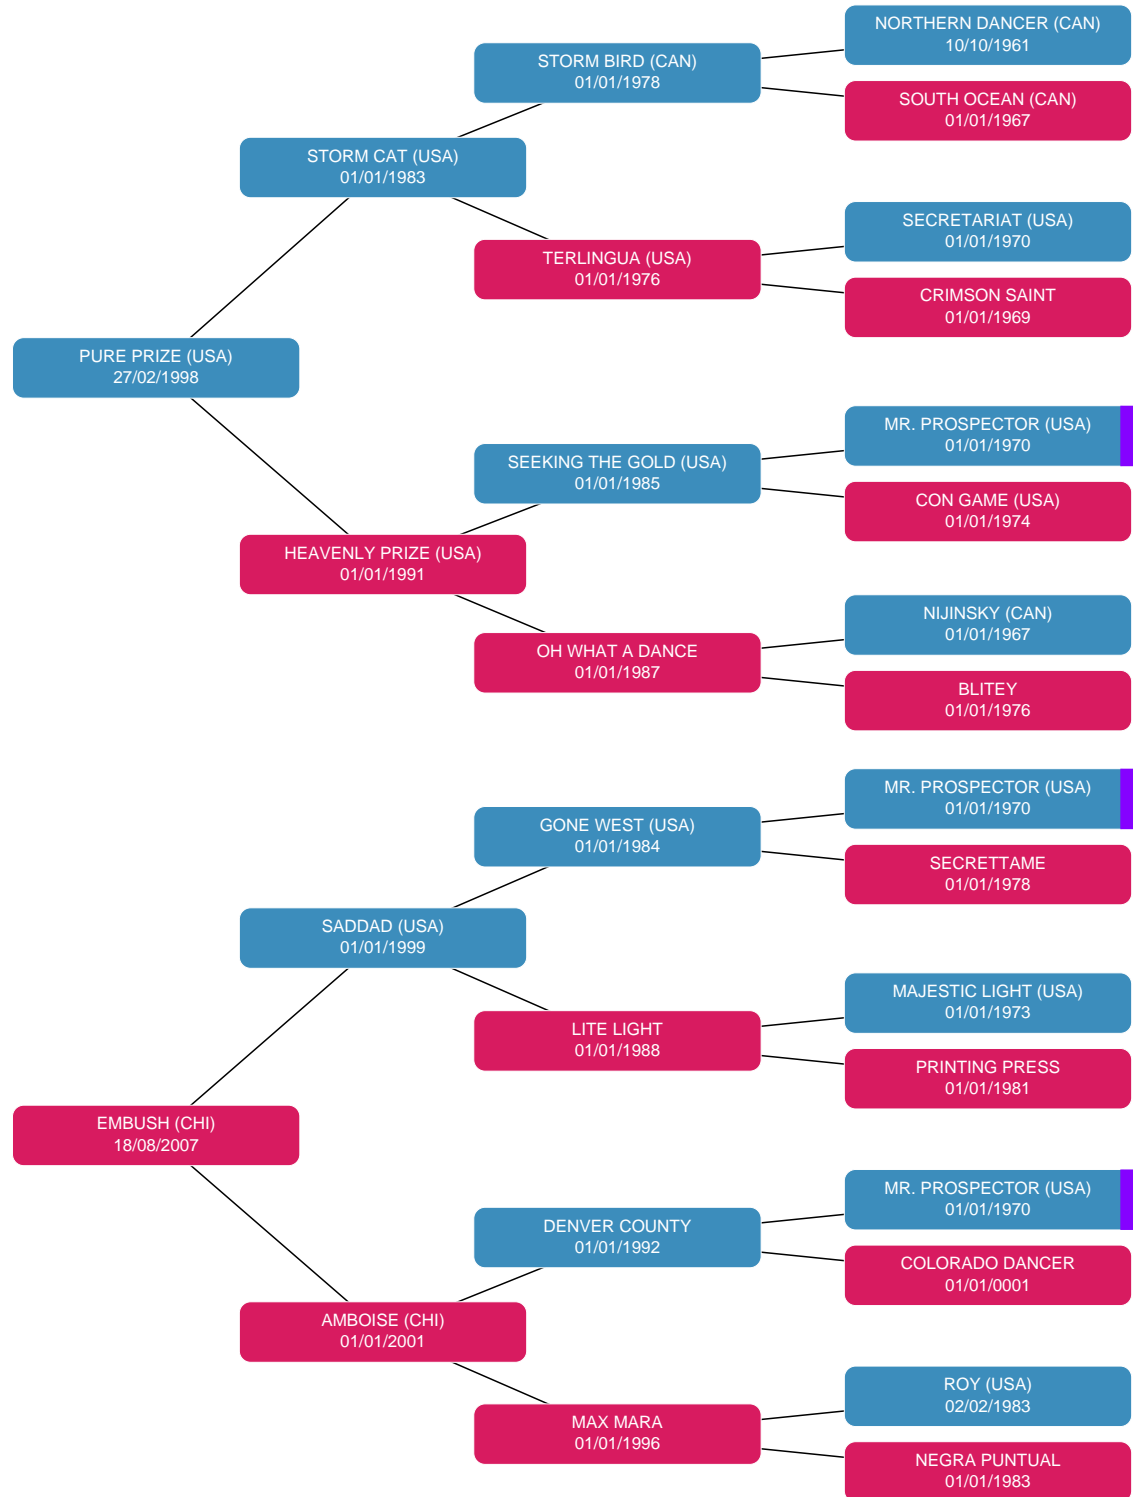 NORTHERN DANCER (CAN)
10/10/1961
STORM BIRD (CAN)
01/01/1978
SOUTH OCEAN (CAN)
01/01/1967
STORM CAT (USA)
01/01/1983
SECRETARIAT (USA)
01/01/1970
TERLINGUA (USA)
01/01/1976
CRIMSON SAINT
01/01/1969
PURE PRIZE (USA)
27/02/1998
MR. PROSPECTOR (USA)
01/01/1970
SEEKING THE GOLD (USA)
01/01/1985
CON GAME (USA)
01/01/1974
HEAVENLY PRIZE (USA)
01/01/1991
NIJINSKY (CAN)
01/01/1967
OH WHAT A DANCE
01/01/1987
BLITEY
01/01/1976
MR. PROSPECTOR (USA)
01/01/1970
GONE WEST (USA)
01/01/1984
SECRETTAME
01/01/1978
SADDAD (USA)
01/01/1999
MAJESTIC LIGHT (USA)
01/01/1973
LITE LIGHT
01/01/1988
PRINTING PRESS
01/01/1981
EMBUSH (CHI)
18/08/2007
MR. PROSPECTOR (USA)
01/01/1970
DENVER COUNTY
01/01/1992
COLORADO DANCER
01/01/0001
AMBOISE (CHI)
01/01/2001
ROY (USA)
02/02/1983
MAX MARA
01/01/1996
NEGRA PUNTUAL
01/01/1983